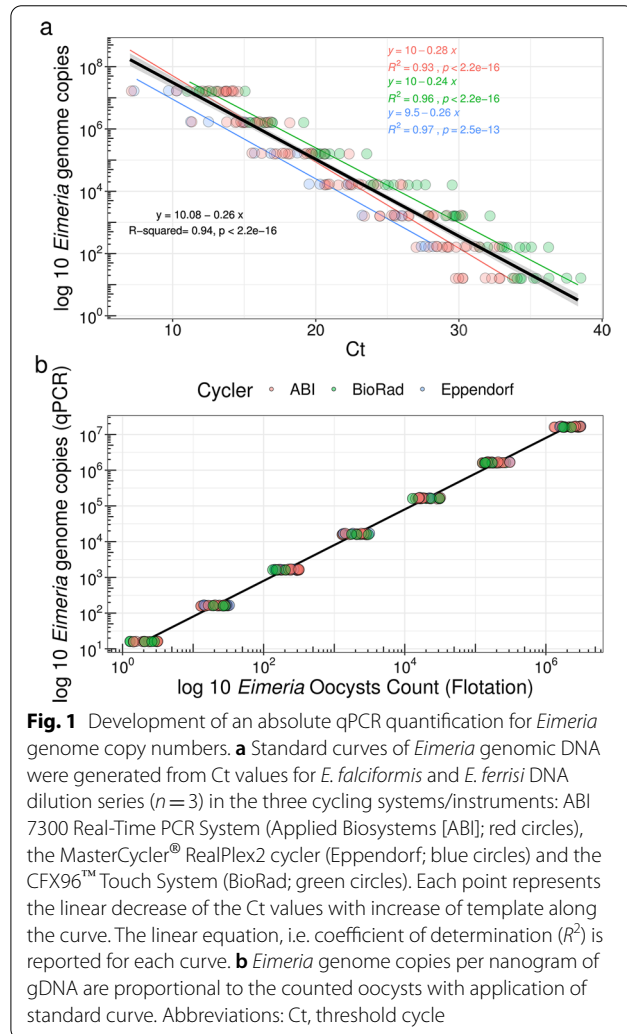 a
y = 10 – 0.28 x
R² = 0.93 , p < 2.2e–16
y = 10 – 0.24 x
R² = 0.96 , p < 2.2e–16
y = 9.5 – 0.26 x
R² = 0.97 , p = 2.5e–13
log 10 Eimeria genome copies
10⁸
10⁶
10⁴
10²
10⁰
y = 10.08 – 0.26 x
R–squared= 0.94, p < 2.2e–16
10 20 30 40
Ct
b
Cycler ABI BioRad Eppendorf
log 10 Eimeria genome copies (qPCR)
10⁷
10⁶
10⁵
10⁴
10³
10²
10¹
10⁰ 10² 10⁴ 10⁶
log 10 Eimeria Oocysts Count (Flotation)
Fig. 1 Development of an absolute qPCR quantification for Eimeria
genome copy numbers. a Standard curves of Eimeria genomic DNA
were generated from Ct values for E. falciformis and E. ferrisi DNA
dilution series (n = 3) in the three cycling systems/instruments: ABI
7300 Real-Time PCR System (Applied Biosystems [ABI]; red circles),
the MasterCycler® RealPlex2 cycler (Eppendorf; blue circles) and the
CFX96™ Touch System (BioRad; green circles). Each point represents
the linear decrease of the Ct values with increase of template along
the curve. The linear equation, i.e. coefficient of determination (R²) is
reported for each curve. b Eimeria genome copies per nanogram of
gDNA are proportional to the counted oocysts with application of
standard curve. Abbreviations: Ct, threshold cycle